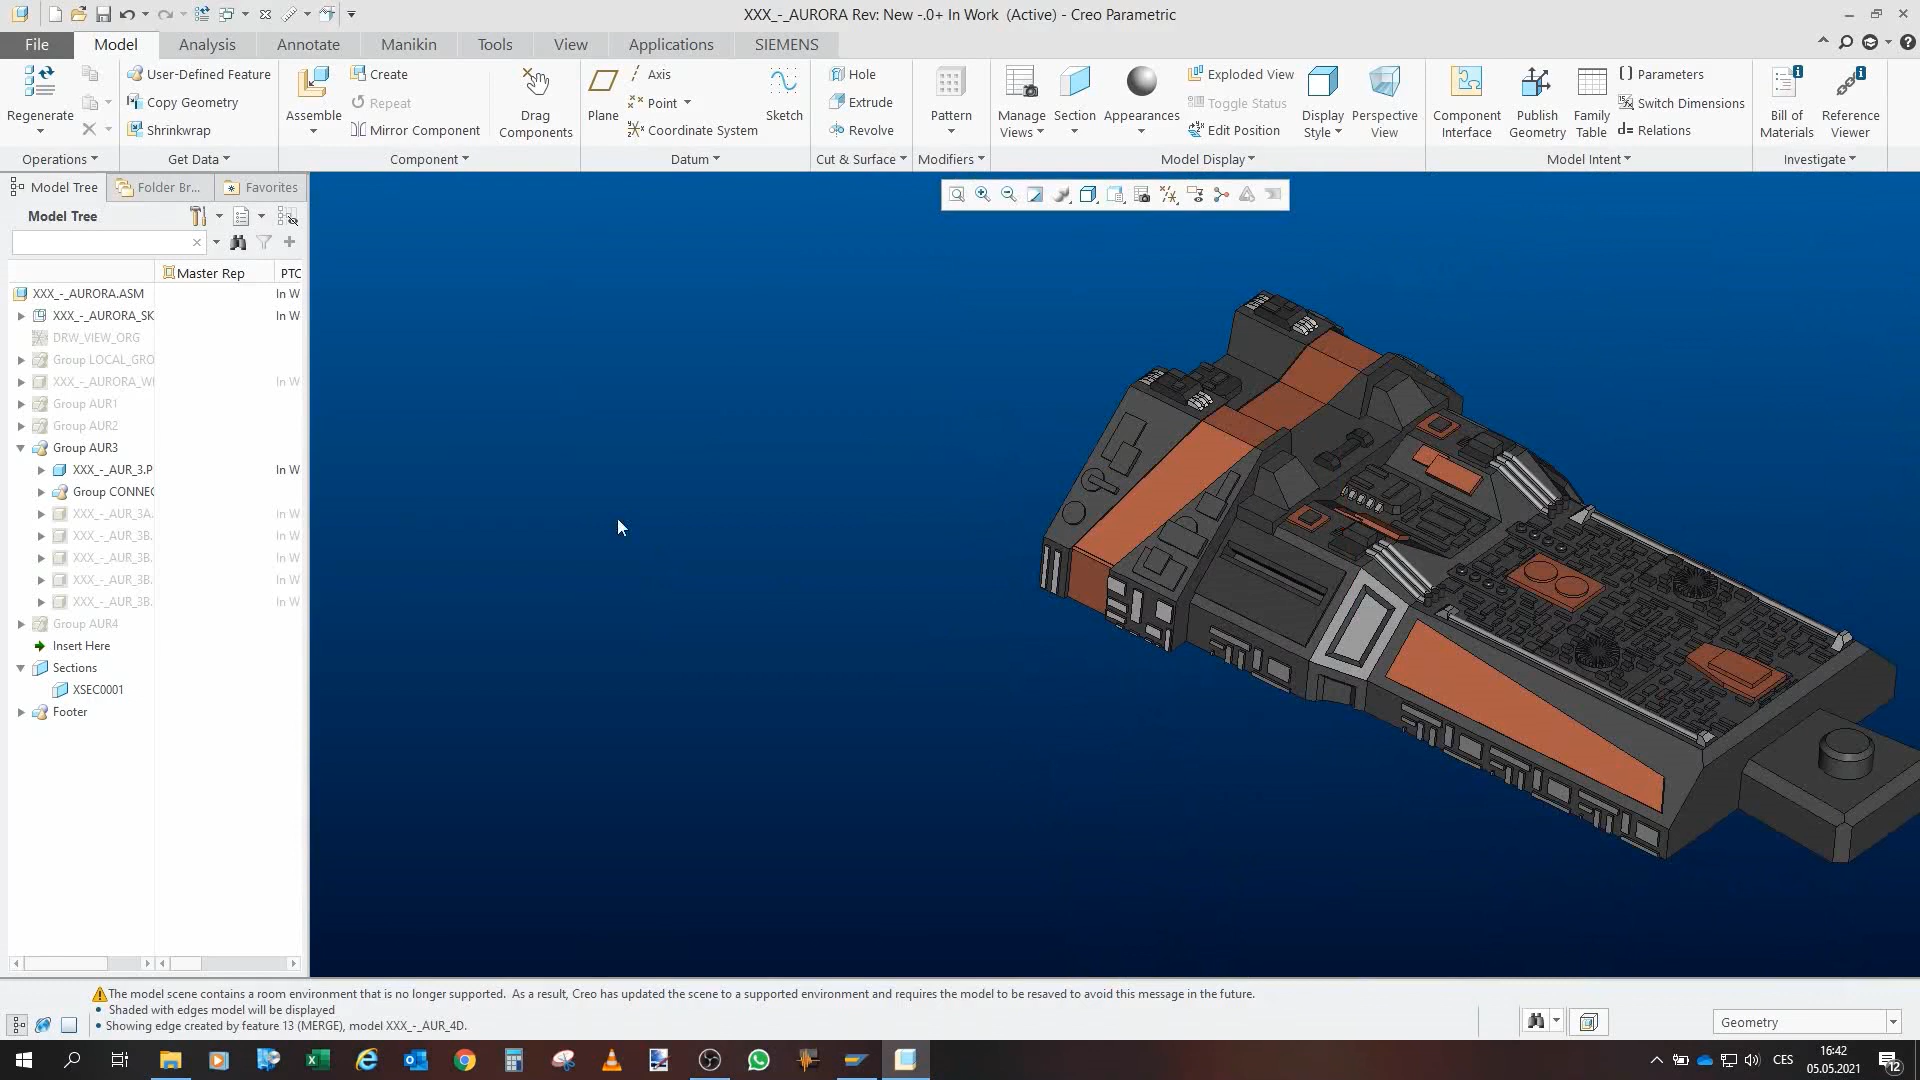 XXX_-_AURORA Rev: New -.0+ In Work (Active) - Creo Parametric
File Model Analysis Annotate Manikin Tools View Applications SIEMENS
Regenerate
User-Defined Feature
Copy Geometry
Shrinkwrap
Assemble
Create
Repeat
Mirror Component
Drag Components
Plane
Axis
Point
Coordinate System
Sketch
Hole
Extrude
Revolve
Pattern
Manage Views
Section
Appearances
Exploded View
Toggle Status
Edit Position
Display Style
Perspective View
Component Interface
Publish Geometry
Family Table
Parameters
Switch Dimensions
Relations
Bill of Materials
Reference Viewer
Operations Get Data Component Datum Cut & Surface Modifiers Model Display Model Intent Investigate
Model Tree Folder Br... Favorites
Model Tree
Master Rep PTC
XXX_-_AURORA.ASM In W
XXX_-_AURORA_SK In W
DRW_VIEW_ORG
Group LOCAL_GRO
XXX_-_AURORA_WI In W
Group AUR1
Group AUR2
Group AUR3
XXX_-_AUR_3.P In W
Group CONNEC
XXX_-_AUR_3A. In W
XXX_-_AUR_3B. In W
XXX_-_AUR_3B. In W
XXX_-_AUR_3B. In W
XXX_-_AUR_3B. In W
Group AUR4
Insert Here
Sections
XSEC0001
Footer
The model scene contains a room environment that is no longer supported. As a result, Creo has updated the scene to a supported environment and requires the model to be resaved to avoid this message in the future.
• Shaded with edges model will be displayed
• Showing edge created by feature 13 (MERGE), model XXX_-_AUR_4D.
Geometry
CES
16:42
05.05.2021
12